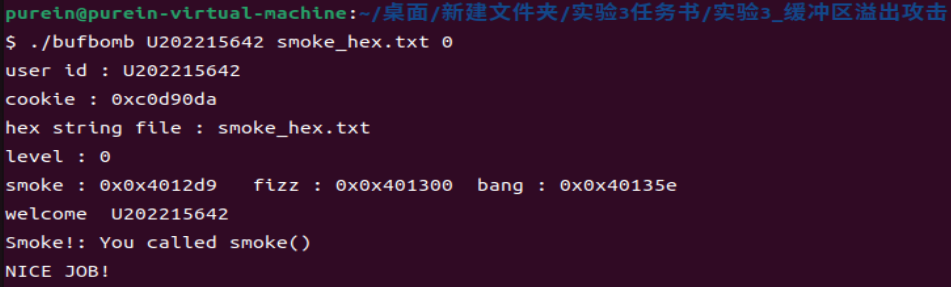 purein@purein-virtual-machine:~/桌面/新建文件夹/实验3任务书/实验3_缓冲区溢出攻击
$ ./bufbomb U202215642 smoke_hex.txt 0
user id : U202215642
cookie : 0xc0d90da
hex string file : smoke_hex.txt
level : 0
smoke : 0x0x4012d9   fizz : 0x0x401300  bang : 0x0x40135e
welcome  U202215642
Smoke!: You called smoke()
NICE JOB!